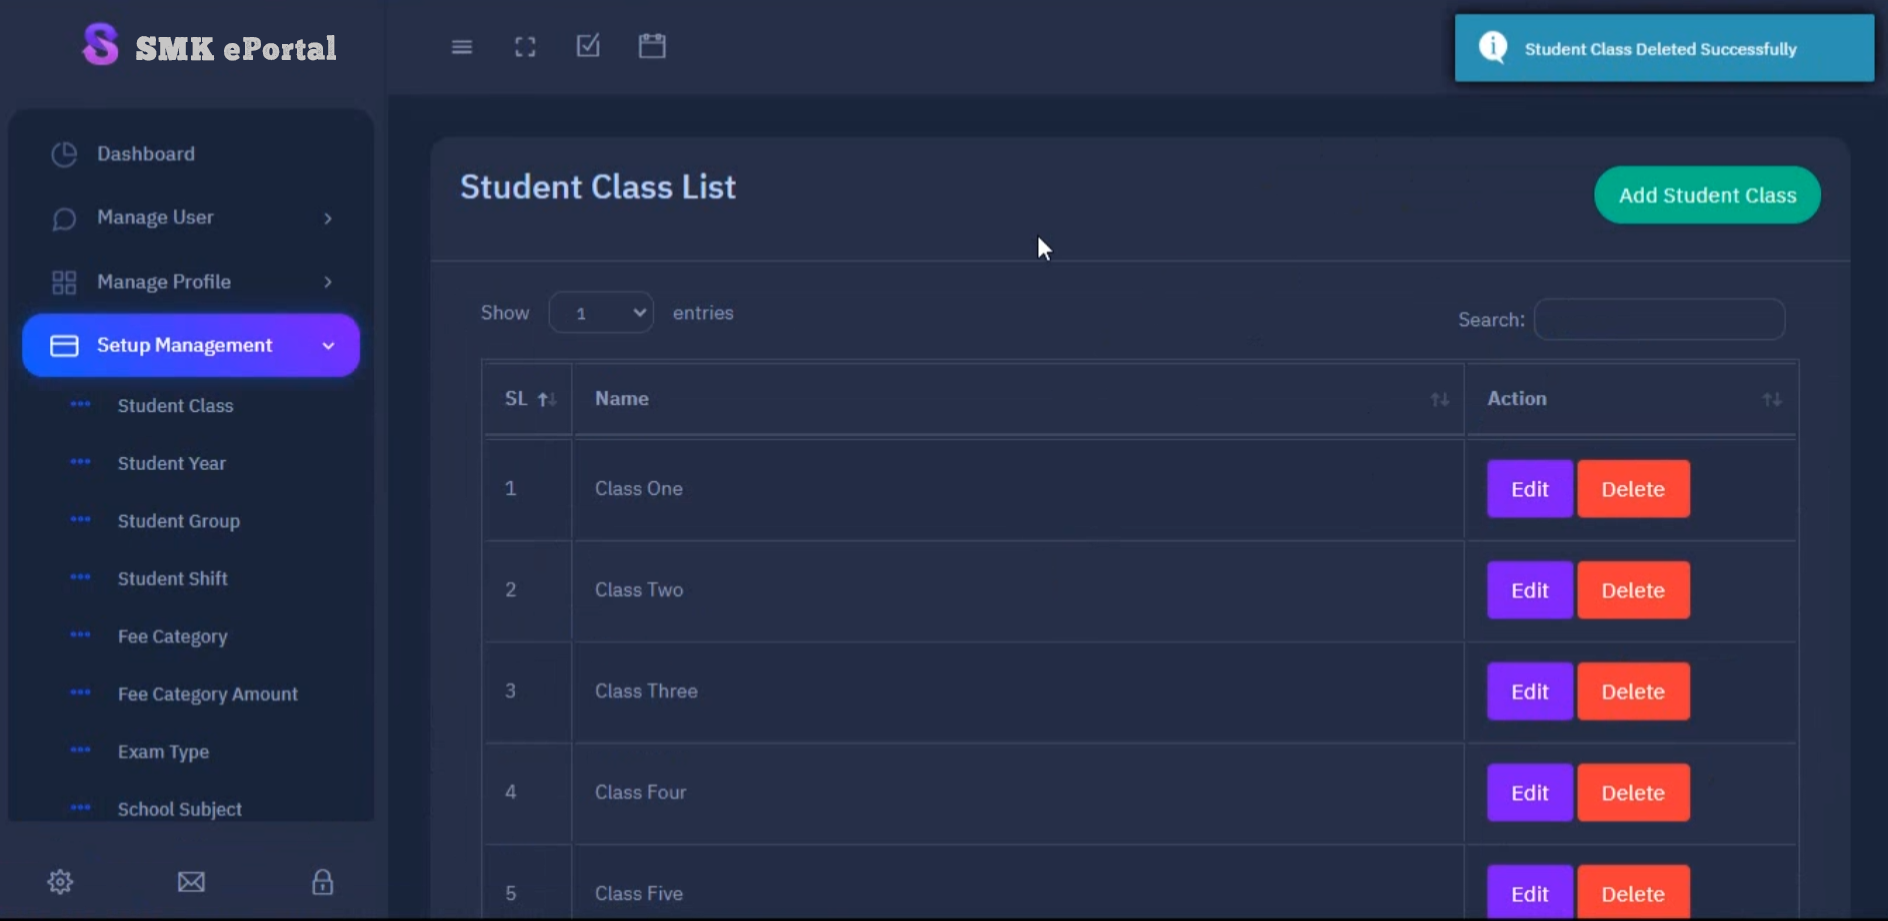 SMK ePortal
Student Class Deleted Successfully
Dashboard
Manage User
Manage Profile
Setup Management
Student Class
Student Year
Student Group
Student Shift
Fee Category
Fee Category Amount
Exam Type
School Subject
Student Class List
Add Student Class
Show 1 entries
Search:
SL Name Action
1 Class One Edit Delete
2 Class Two Edit Delete
3 Class Three Edit Delete
4 Class Four Edit Delete
5 Class Five Edit Delete